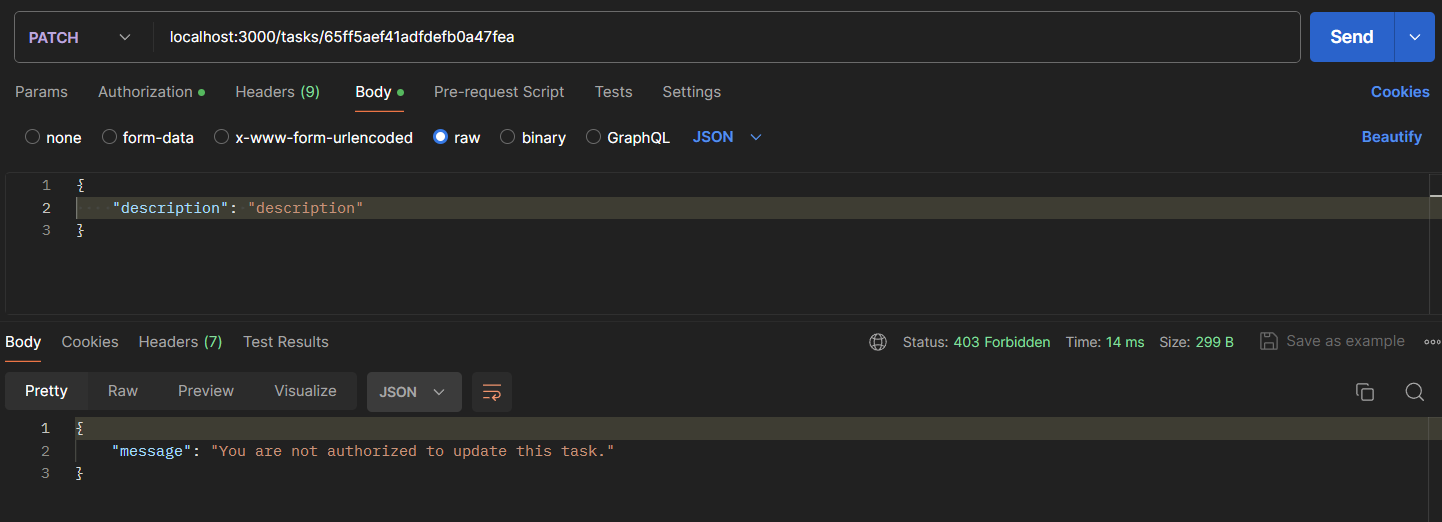 PATCH localhost:3000/tasks/65ff5aef41adfdefb0a47fea Send
Params Authorization Headers (9) Body Pre-request Script Tests Settings Cookies
none form-data x-www-form-urlencoded raw binary GraphQL JSON Beautify
1 {
2 "description": "description"
3 }
Body Cookies Headers (7) Test Results Status: 403 Forbidden Time: 14 ms Size: 299 B Save as example
Pretty Raw Preview Visualize JSON
1 {
2 "message": "You are not authorized to update this task."
3 }